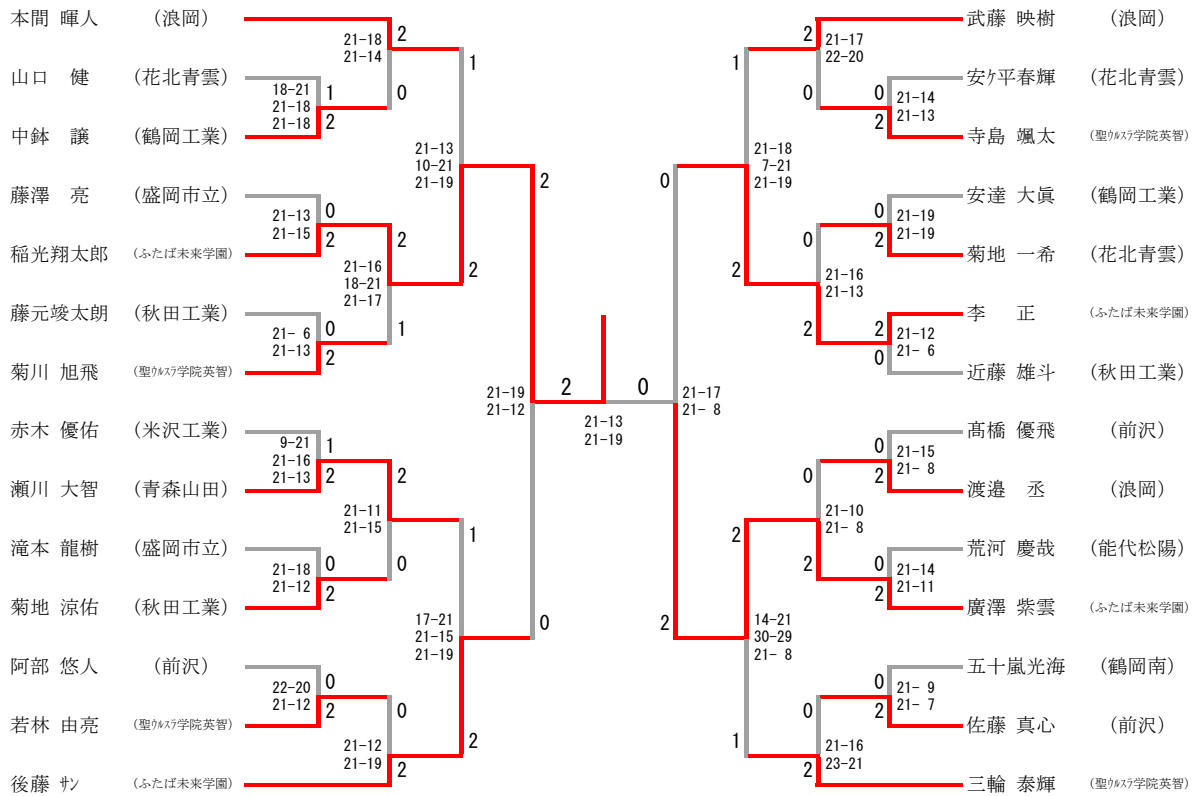 本間 暉人 (浪岡)
山口 健 (花北青雲)
中鉢 譲 (鶴岡工業)
藤澤 亮 (盛岡市立)
稲光翔太郎 (ふたば未来学園)
藤元竣太朗 (秋田工業)
菊川 旭飛 (聖ｳﾙｽﾗ学院英智)
赤木 優佑 (米沢工業)
瀬川 大智 (青森山田)
滝本 龍樹 (盛岡市立)
菊地 涼佑 (秋田工業)
阿部 悠人 (前沢)
若林 由亮 (聖ｳﾙｽﾗ学院英智)
後藤 ｻﾝ (ふたば未来学園)
21-18 2
21-14
0
18-21 1
21-18
21-18 2
21-13 0
21-15 2
2
21-16
18-21
21-17
1
21- 6 0
21-13 2
1
21-13
10-21
21-19
2
9-21 1
21-16
21-13 2
2
21-11
21-15
0
21-18 0
21-12 2
22-20 0
21-12 2
0
21-12
21-19 2
1
17-21
21-15
21-19
2
2
21-19
21-12
0
2 0
21-13
21-19
0
21-17
21- 8
2
1
21-18
7-21
21-19
2
2 21-17
22-20
0
0 21-14
2 21-13
0 21-19
2 21-19
0
21-16
21-13
2
2 21-12
0 21- 6
2
14-21
30-29
21- 8
1
0 21-15
2 21- 8
0
21-10
21- 8
2
0 21-14
2 21-11
0 21- 9
2 21- 7
0
21-16
2 23-21
武藤 映樹 (浪岡)
安ｹ平春輝 (花北青雲)
寺島 颯太 (聖ｳﾙｽﾗ学院英智)
安達 大眞 (鶴岡工業)
菊地 一希 (花北青雲)
李 正 (ふたば未来学園)
近藤 雄斗 (秋田工業)
髙橋 優飛 (前沢)
渡邉 丞 (浪岡)
荒河 慶哉 (能代松陽)
廣澤 紫雲 (ふたば未来学園)
五十嵐光海 (鶴岡南)
佐藤 真心 (前沢)
三輪 泰輝 (聖ｳﾙｽﾗ学院英智)